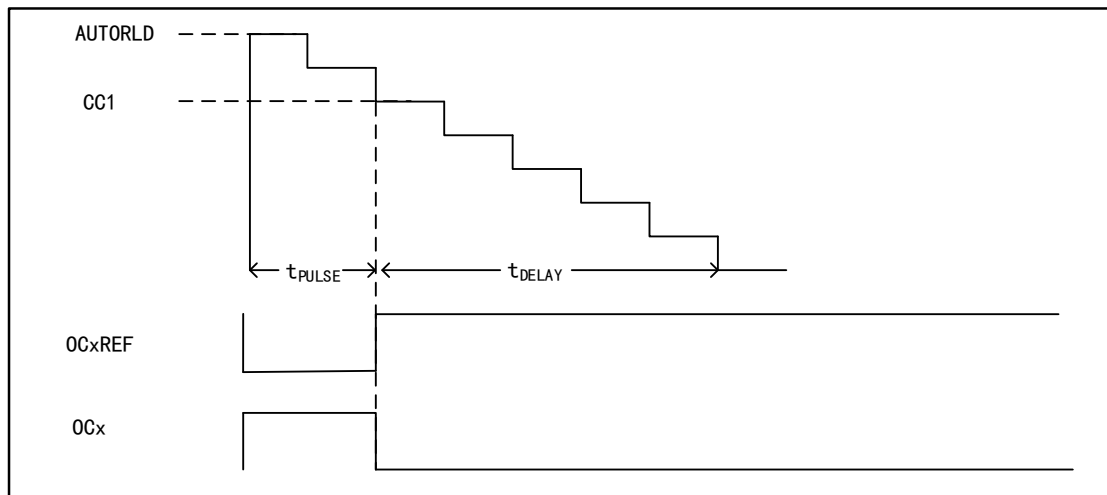 AUTORLD
CC1
tPULSE
tDELAY
OCxREF
OCx